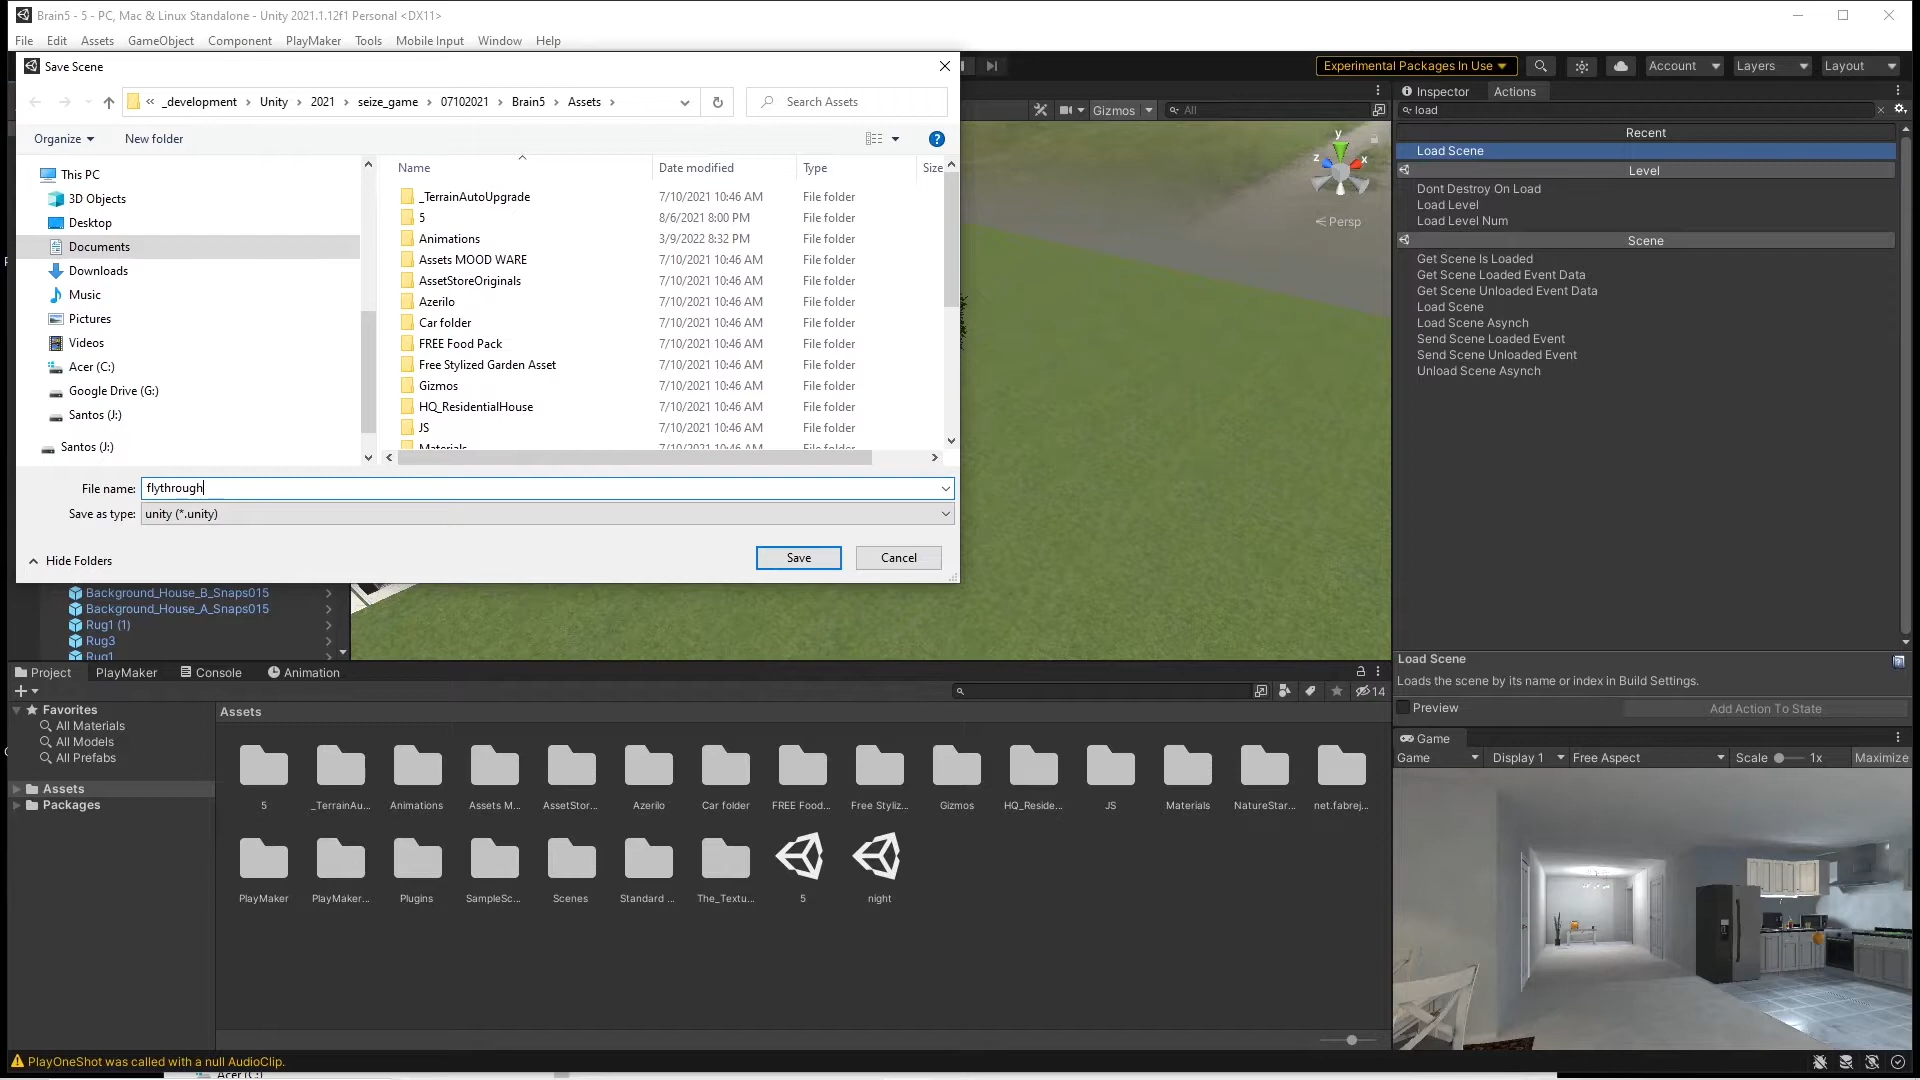 Brain5 - 5 - PC, Mac & Linux Standalone - Unity 2021.1.12f1 Personal <DX11>
File Edit Assets GameObject Component PlayMaker Tools Mobile Input Window Help
Save Scene
Experimental Packages In Use
Account Layers Layout
« _development > Unity > 2021 > seize_game > 07102021 > Brain5 > Assets >
Search Assets
Organize New folder
Name Date modified Type Size
This PC
3D Objects
Desktop
Documents
Downloads
Music
Pictures
Videos
Acer (C:)
Google Drive (G:)
Santos (J:)
Santos (J:)
_TerrainAutoUpgrade 7/10/2021 10:46 AM File folder
5 8/6/2021 8:00 PM File folder
Animations 3/9/2022 8:32 PM File folder
Assets MOOD WARE 7/10/2021 10:46 AM File folder
AssetStoreOriginals 7/10/2021 10:46 AM File folder
Azerilo 7/10/2021 10:46 AM File folder
Car folder 7/10/2021 10:46 AM File folder
FREE Food Pack 7/10/2021 10:46 AM File folder
Free Stylized Garden Asset 7/10/2021 10:46 AM File folder
Gizmos 7/10/2021 10:46 AM File folder
HQ_ResidentialHouse 7/10/2021 10:46 AM File folder
JS 7/10/2021 10:46 AM File folder
Materials 7/10/2021 10:46 AM File folder
File name: flythrough
Save as type: unity (*.unity)
Hide Folders
Save Cancel
Gizmos All
y
z x
Persp
Inspector Actions
load
Recent
Load Scene
Level
Dont Destroy On Load
Load Level
Load Level Num
Scene
Get Scene Is Loaded
Get Scene Loaded Event Data
Get Scene Unloaded Event Data
Load Scene
Load Scene Asynch
Send Scene Loaded Event
Send Scene Unloaded Event
Unload Scene Asynch
Background_House_B_Snaps015
Background_House_A_Snaps015
Rug1 (1)
Rug3
Rug1
Project PlayMaker Console Animation
14
Favorites
All Materials
All Models
All Prefabs
Assets
Packages
Assets
5 _TerrainAu... Animations Assets M... AssetStor... Azerilo Car folder FREE Food... Free Styliz... Gizmos HQ_Reside... JS Materials NatureStar... net.fabrej...
PlayMaker PlayMaker... Plugins SampleSc... Scenes Standard ... The_Textu... 5 night
Load Scene
Loads the scene by its name or index in Build Settings.
Preview Add Action To State
Game
Game Display 1 Free Aspect Scale 1x Maximize
PlayOneShot was called with a null AudioClip.
Acer (C:)